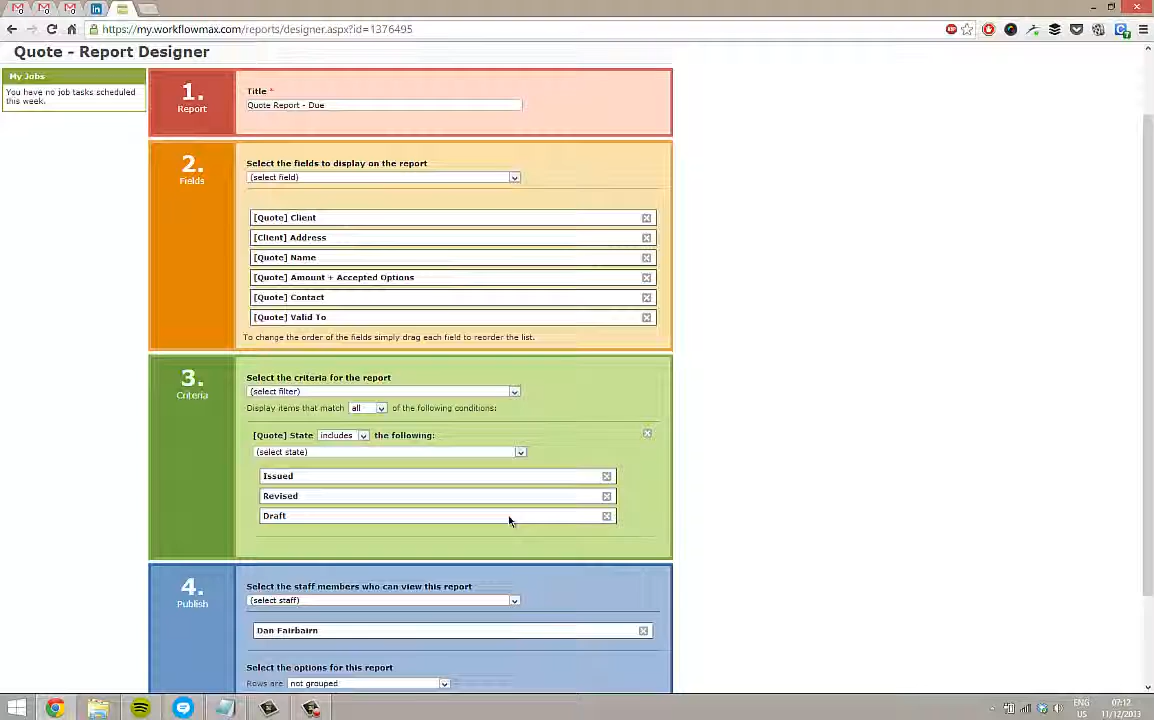 https://my.workflowmax.com/reports/designer.aspx?id=1376495
Quote - Report Designer
My Jobs
You have no job tasks scheduled
this week.
1.
Report
Title *
Quote Report - Due
2.
Fields
Select the fields to display on the report
(select field)
[Quote] Client
[Client] Address
[Quote] Name
[Quote] Amount + Accepted Options
[Quote] Contact
[Quote] Valid To
To change the order of the fields simply drag each field to reorder the list.
3.
Criteria
Select the criteria for the report
(select filter)
Display items that match all of the following conditions:
[Quote] State includes the following:
(select state)
Issued
Revised
Draft
4.
Publish
Select the staff members who can view this report
(select staff)
Dan Fairbairn
Select the options for this report
Rows are not grouped
ENG
US
07:12
11/12/2013